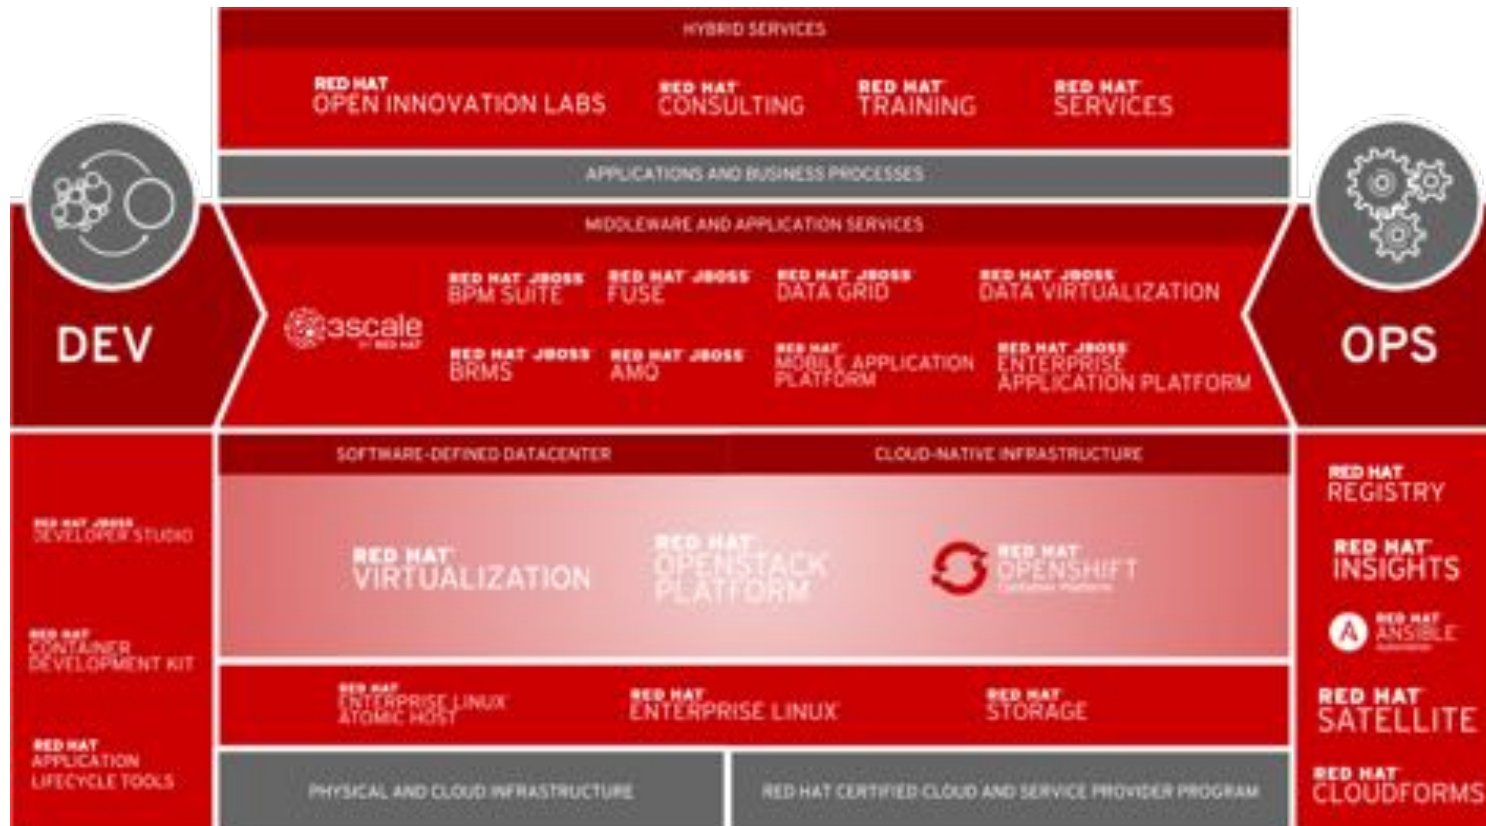 HYBRID SERVICES
RED HAT
OPEN INNOVATION LABS
RED HAT
CONSULTING
RED HAT
TRAINING
RED HAT
SERVICES
APPLICATIONS AND BUSINESS PROCESSES
DEV
MIDDLEWARE AND APPLICATION SERVICES
3scale
BY RED HAT
RED HAT JBOSS
BPM SUITE
RED HAT JBOSS
FUSE
RED HAT JBOSS
DATA GRID
RED HAT JBOSS
DATA VIRTUALIZATION
RED HAT JBOSS
BRMS
RED HAT JBOSS
AMQ
RED HAT
MOBILE APPLICATION
PLATFORM
RED HAT JBOSS
ENTERPRISE
APPLICATION PLATFORM
OPS
RED HAT JBOSS
DEVELOPER STUDIO
RED HAT
CONTAINER
DEVELOPMENT KIT
RED HAT
APPLICATION
LIFECYCLE TOOLS
SOFTWARE-DEFINED DATACENTER
CLOUD-NATIVE INFRASTRUCTURE
RED HAT
VIRTUALIZATION
RED HAT
OPENSTACK
PLATFORM
RED HAT
OPENSHIFT
Container Platform
RED HAT
ENTERPRISE LINUX
ATOMIC HOST
RED HAT
ENTERPRISE LINUX
RED HAT
STORAGE
PHYSICAL AND CLOUD INFRASTRUCTURE
RED HAT CERTIFIED CLOUD AND SERVICE PROVIDER PROGRAM
RED HAT
REGISTRY
RED HAT
INSIGHTS
A
RED HAT
ANSIBLE
Automation
RED HAT
SATELLITE
RED HAT
CLOUDFORMS